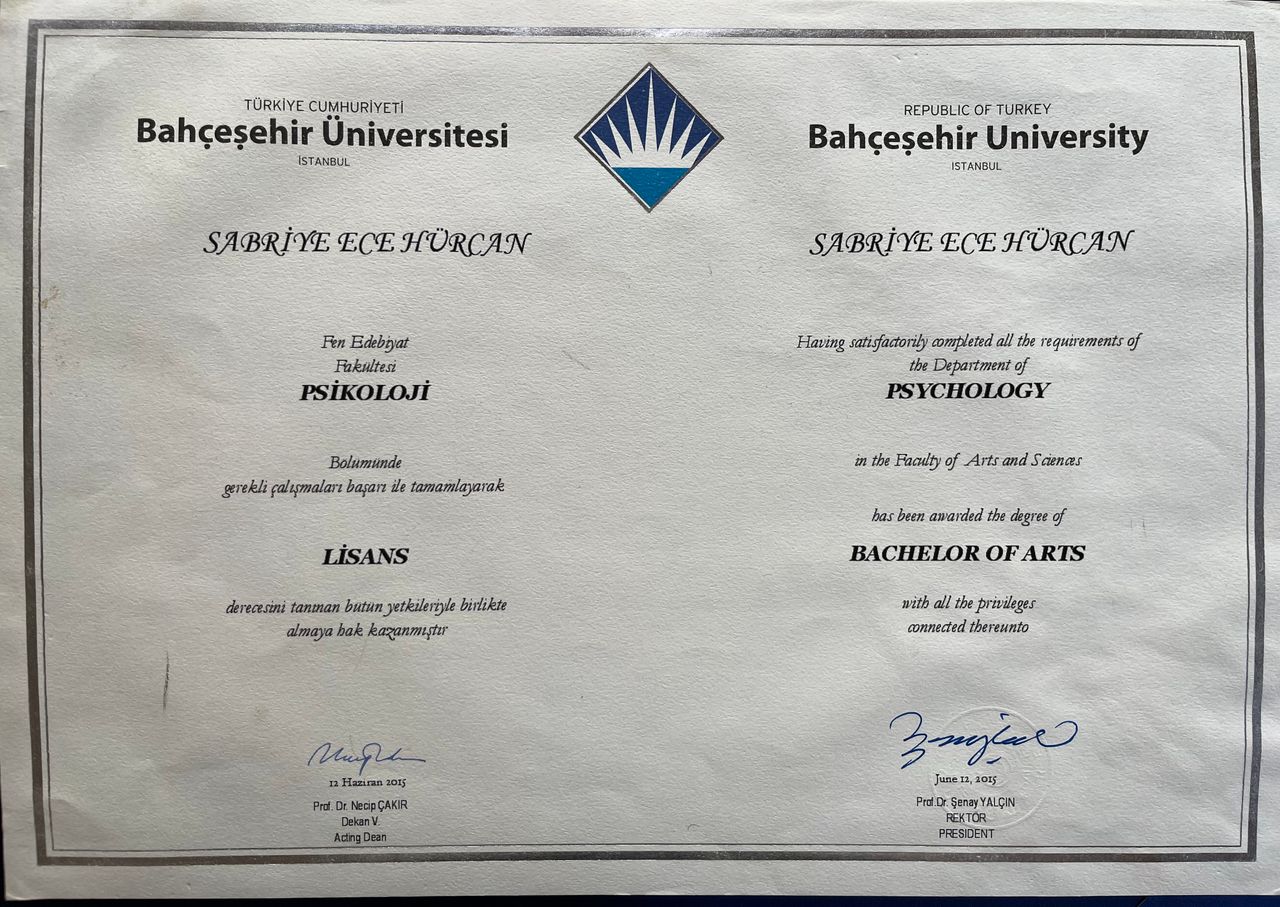 TÜRKİYE CUMHURİYETİ
Bahçeşehir Üniversitesi
İSTANBUL
SABRİYE ECE HÜRCAN
Fen Edebiyat
Fakültesi
PSİKOLOJİ
Bölümünde
gerekli çalışmaları başarı ile tamamlayarak
LİSANS
derecesini tanınan bütün yetkileriyle birlikte
almaya hak kazanmıştır
12 Haziran 2015
Prof. Dr. Necip ÇAKIR
Dekan V.
Acting Dean
REPUBLIC OF TURKEY
Bahçeşehir University
ISTANBUL
SABRİYE ECE HÜRCAN
Having satisfactorily completed all the requirements of
the Department of
PSYCHOLOGY
in the Faculty of Arts and Sciences
has been awarded the degree of
BACHELOR OF ARTS
with all the privileges
connected thereunto
June 12, 2015
Prof.Dr. Şenay YALÇIN
REKTÖR
PRESIDENT